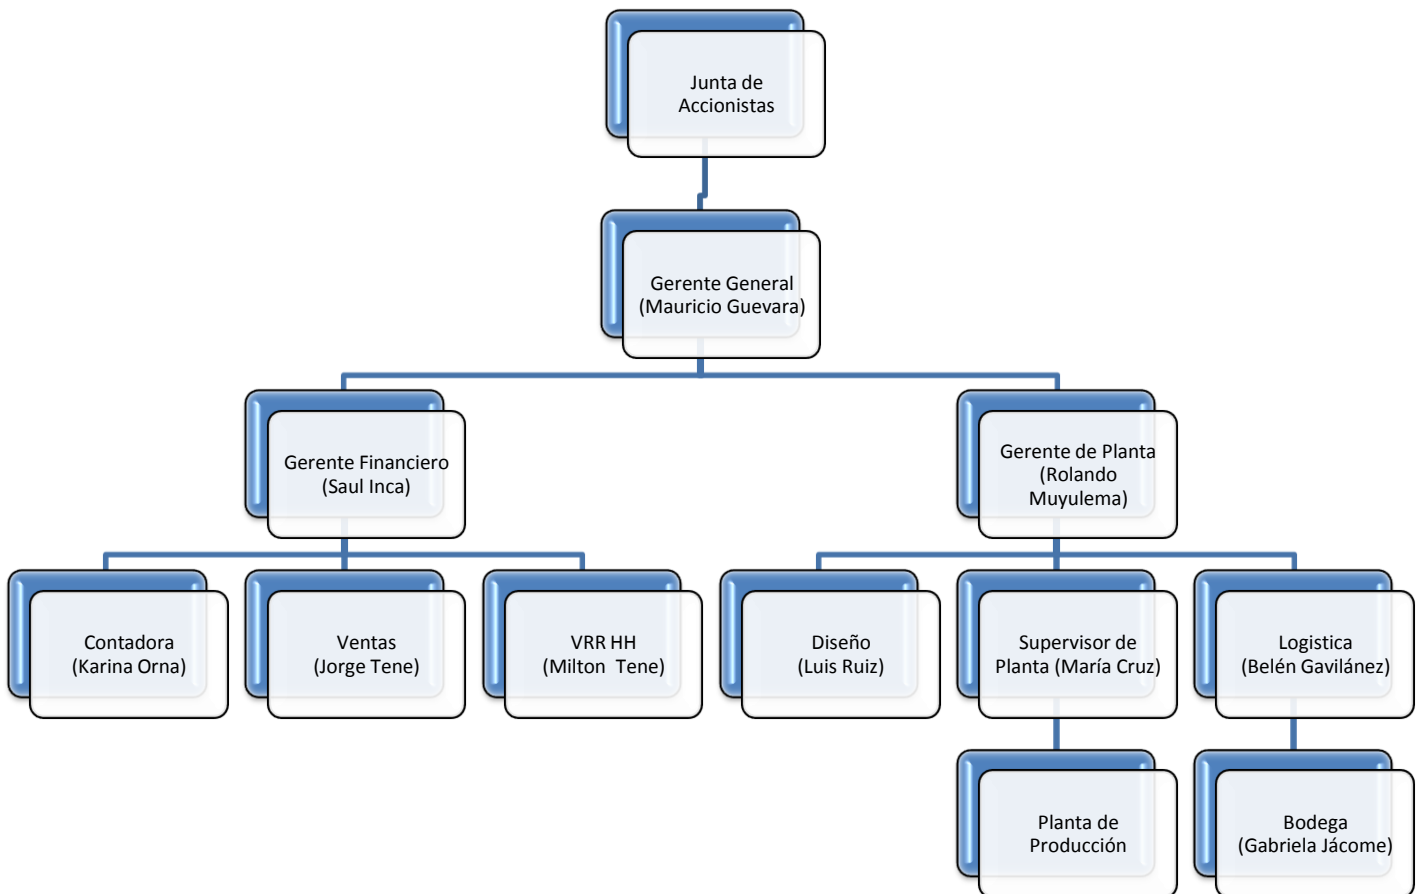 Junta de
Accionistas
Gerente General
(Mauricio Guevara)
Gerente Financiero
(Saul Inca)
Gerente de Planta
(Rolando
Muyulema)
Contadora
(Karina Orna)
Ventas
(Jorge Tene)
VRR HH
(Milton  Tene)
Diseño
(Luis Ruiz)
Supervisor de
Planta (María Cruz)
Logistica
(Belén Gavilánez)
Planta de
Producción
Bodega
(Gabriela Jácome)